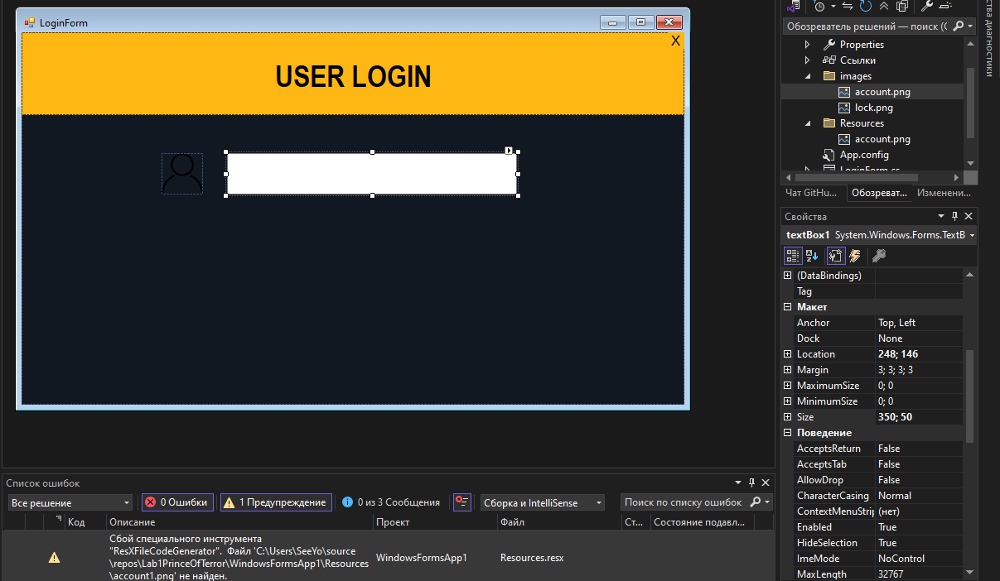 LoginForm
X
USER LOGIN
Обозреватель решений — поиск (
Properties
Ссылки
images
account.png
lock.png
Resources
account.png
App.config
LoginForm.cs
Чат GitHu...
Обозреват...
Изменени...
ства диагностики
Свойства
textBox1 System.Windows.Forms.TextB
(DataBindings)
Tag
Макет
Anchor Top, Left
Dock None
Location 248; 146
Margin 3; 3; 3; 3
MaximumSize 0; 0
MinimumSize 0; 0
Size 350; 50
Поведение
AcceptsReturn False
AcceptsTab False
AllowDrop False
CharacterCasing Normal
ContextMenuStrip (нет)
Enabled True
HideSelection True
ImeMode NoControl
MaxLength 32767
Список ошибок
Все решение
0 Ошибки
1 Предупреждение
0 из 3 Сообщения
Сборка и IntelliSense
Поиск по списку ошибок
Код Описание Проект Файл Ст... Состояние подавл...
Сбой специального инструмента
"ResXFileCodeGenerator". Файл 'C:\Users\SeeYo\source
\repos\Lab1PrinceOfTerror\WindowsFormsApp1\Resources
\account1.png' не найден.
WindowsFormsApp1
Resources.resx